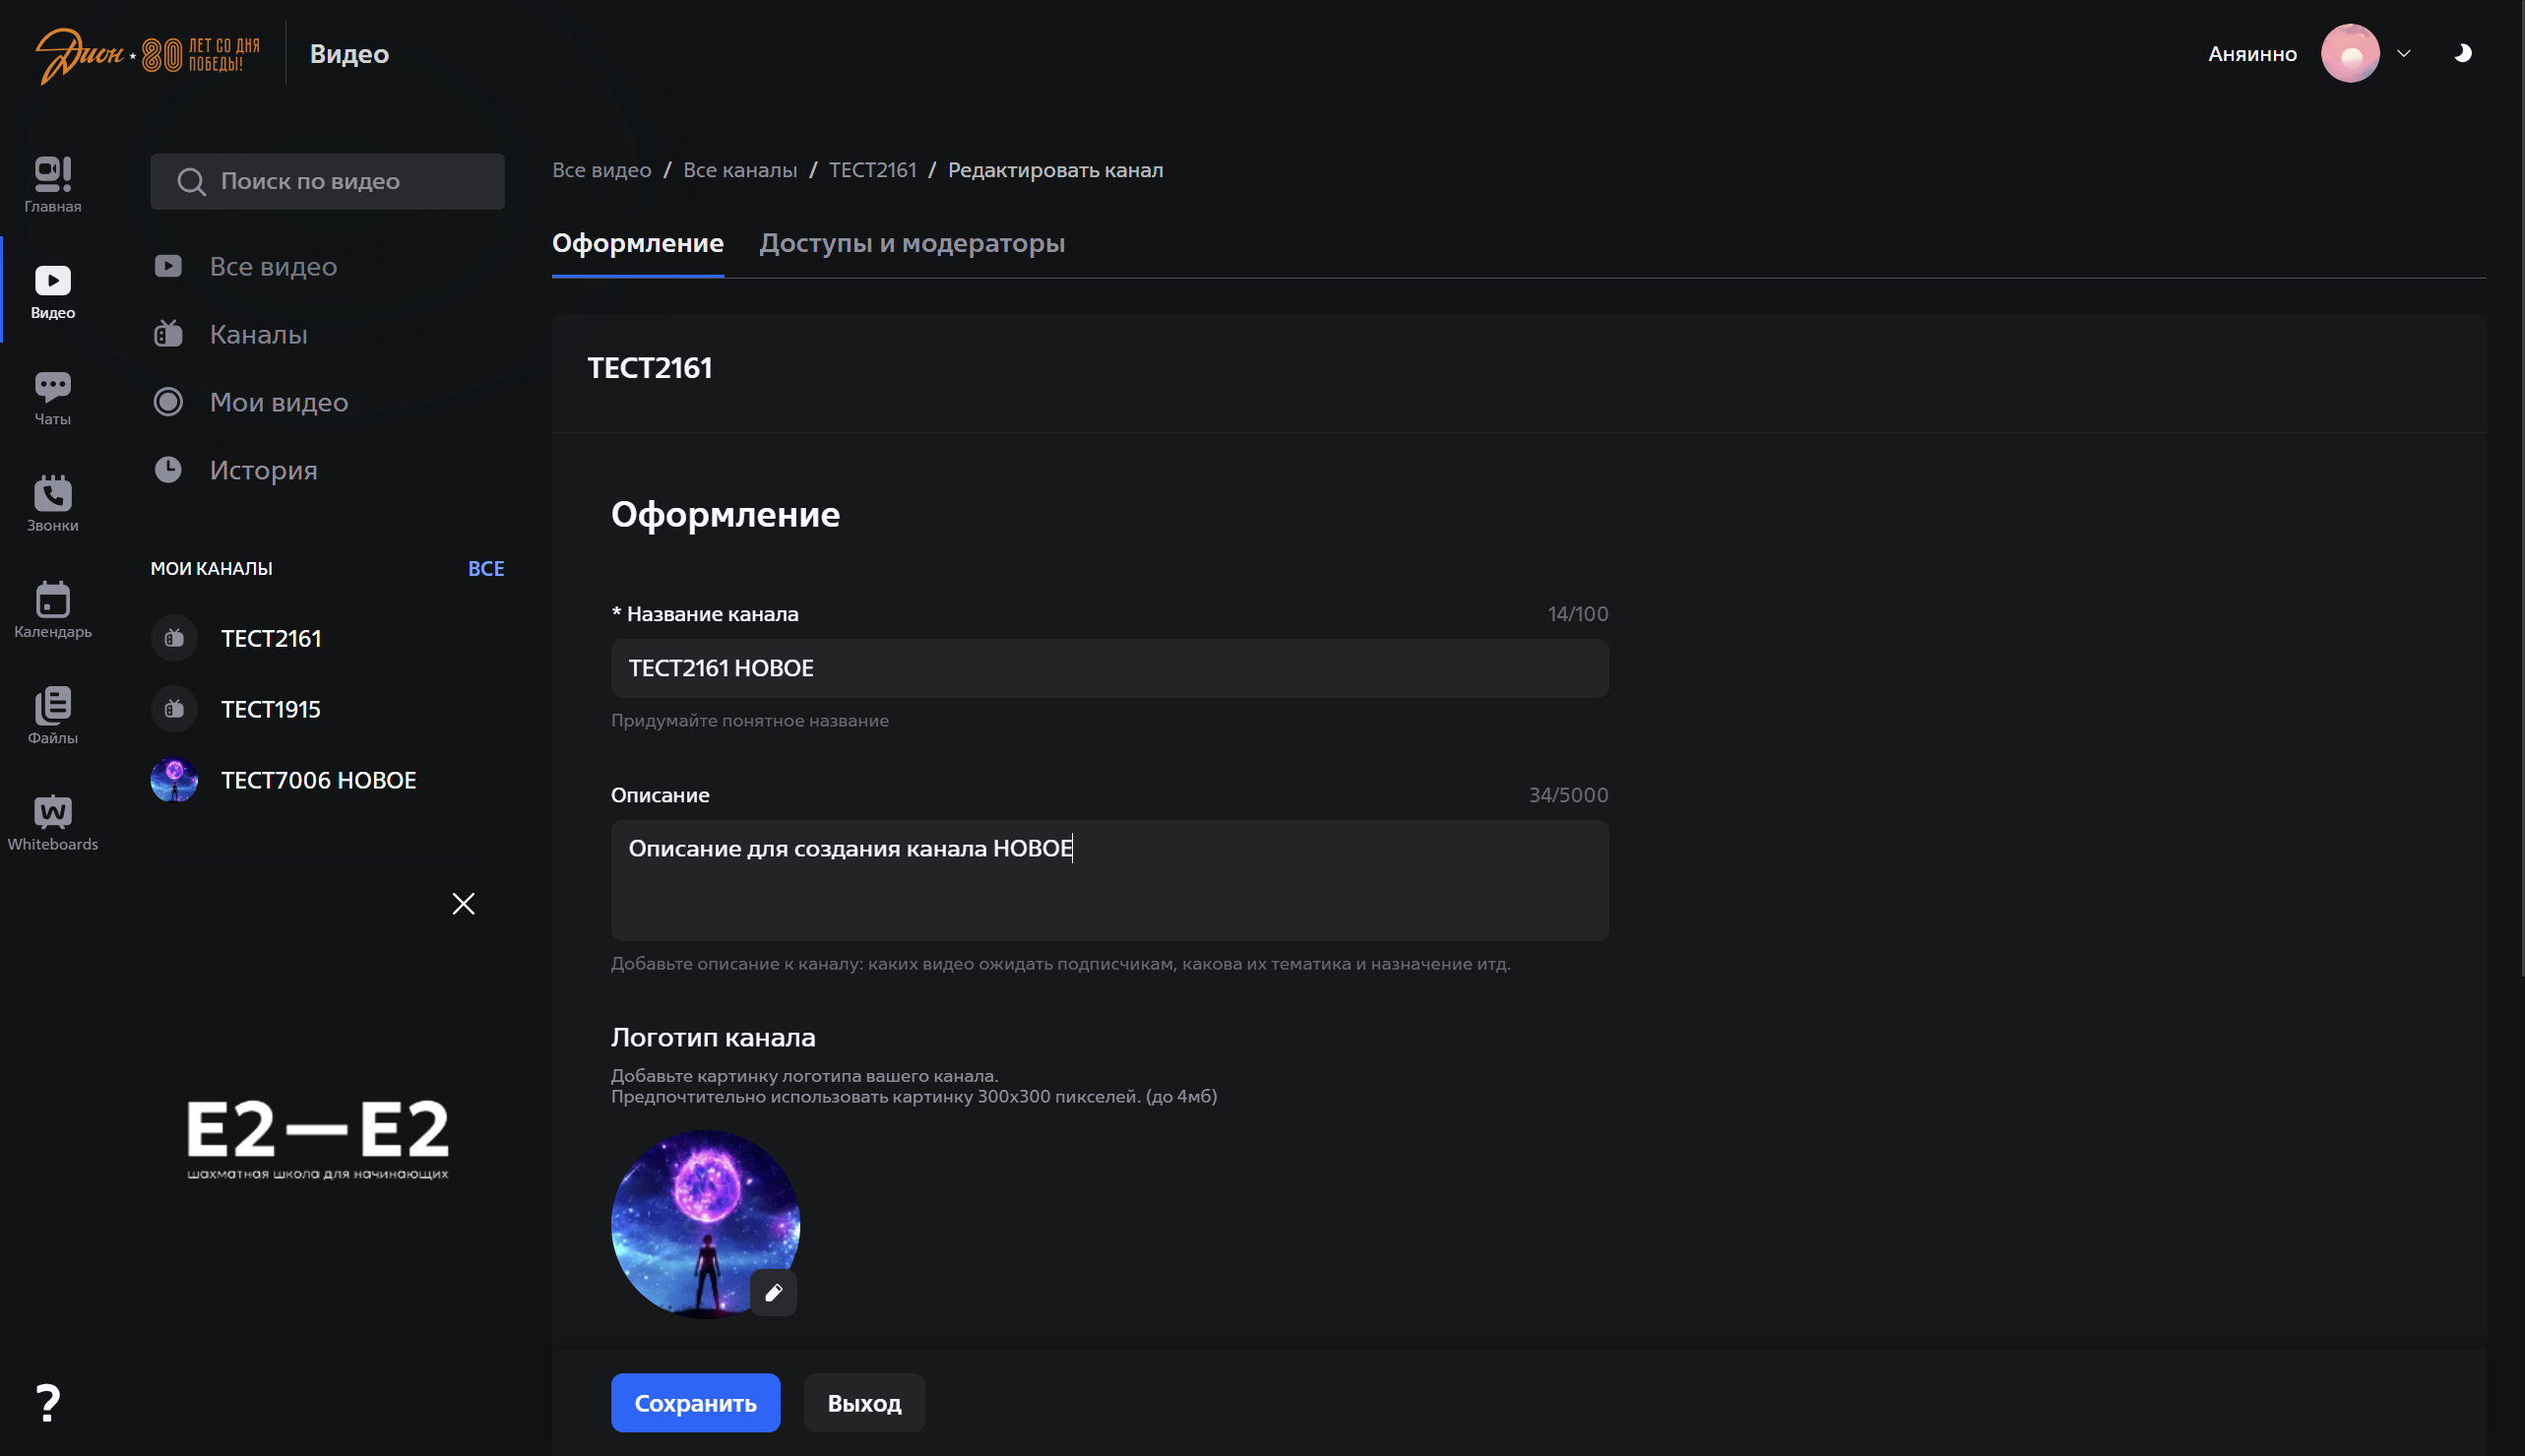 Дион ★ 80 ЛЕТ СО ДНЯ ПОБЕДЫ!
Видео
Аняинно
Главная
Видео
Чаты
Звонки
Календарь
Файлы
Whiteboards
?
Поиск по видео
Все видео
Каналы
Мои видео
История
МОИ КАНАЛЫ ВСЕ
ТЕСТ2161
ТЕСТ1915
ТЕСТ7006 НОВОЕ
E2—E2
шахматная школа для начинающих
Все видео / Все каналы / ТЕСТ2161 / Редактировать канал
Оформление Доступы и модераторы
ТЕСТ2161
Оформление
* Название канала 14/100
ТЕСТ2161 НОВОЕ
Придумайте понятное название
Описание 34/5000
Описание для создания канала НОВОЕ
Добавьте описание к каналу: каких видео ожидать подписчикам, какова их тематика и назначение итд.
Логотип канала
Добавьте картинку логотипа вашего канала.
Предпочтительно использовать картинку 300х300 пикселей. (до 4мб)
Сохранить Выход